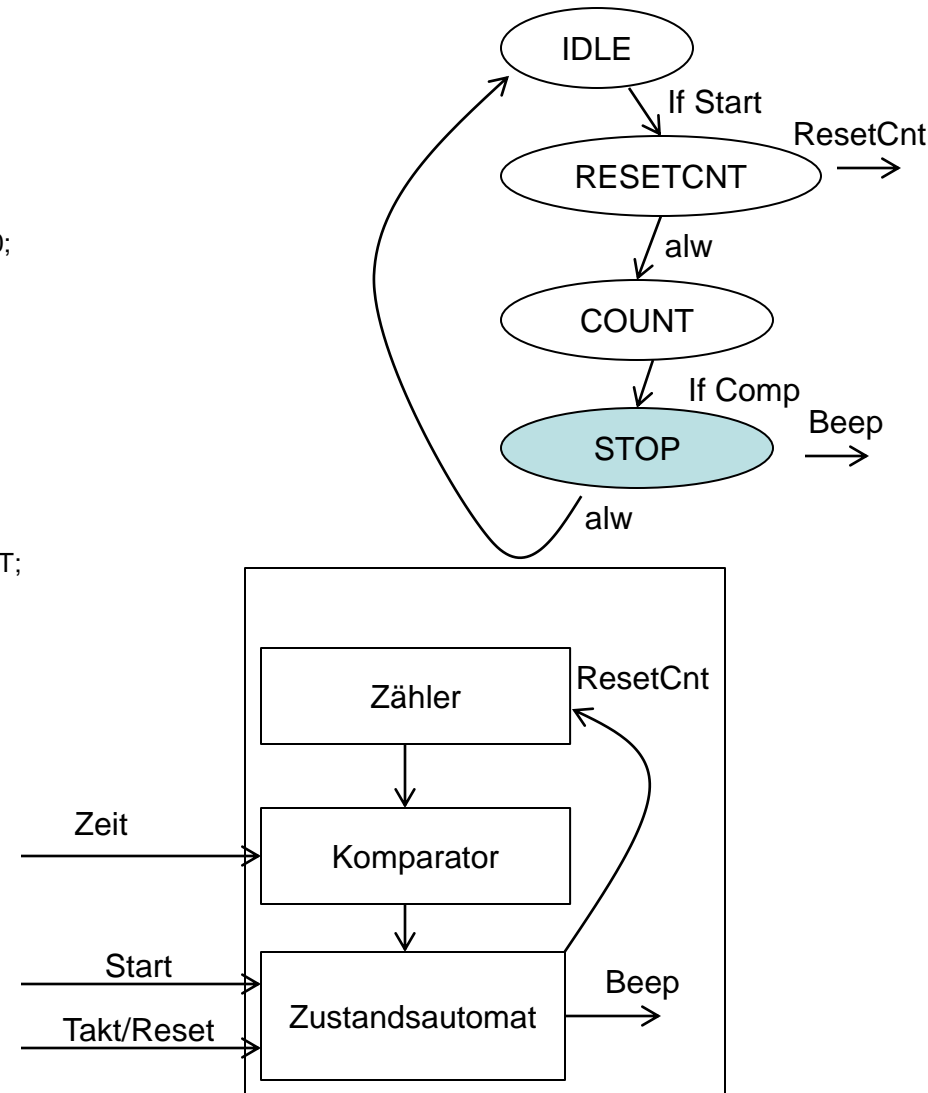 IDLE
If Start
ResetCnt
RESETCNT
);
alw
COUNT
If Comp
Beep
STOP
alw
T;
ResetCnt
Zähler
Zeit
Komparator
Start
Beep
Zustandsautomat
Takt/Reset